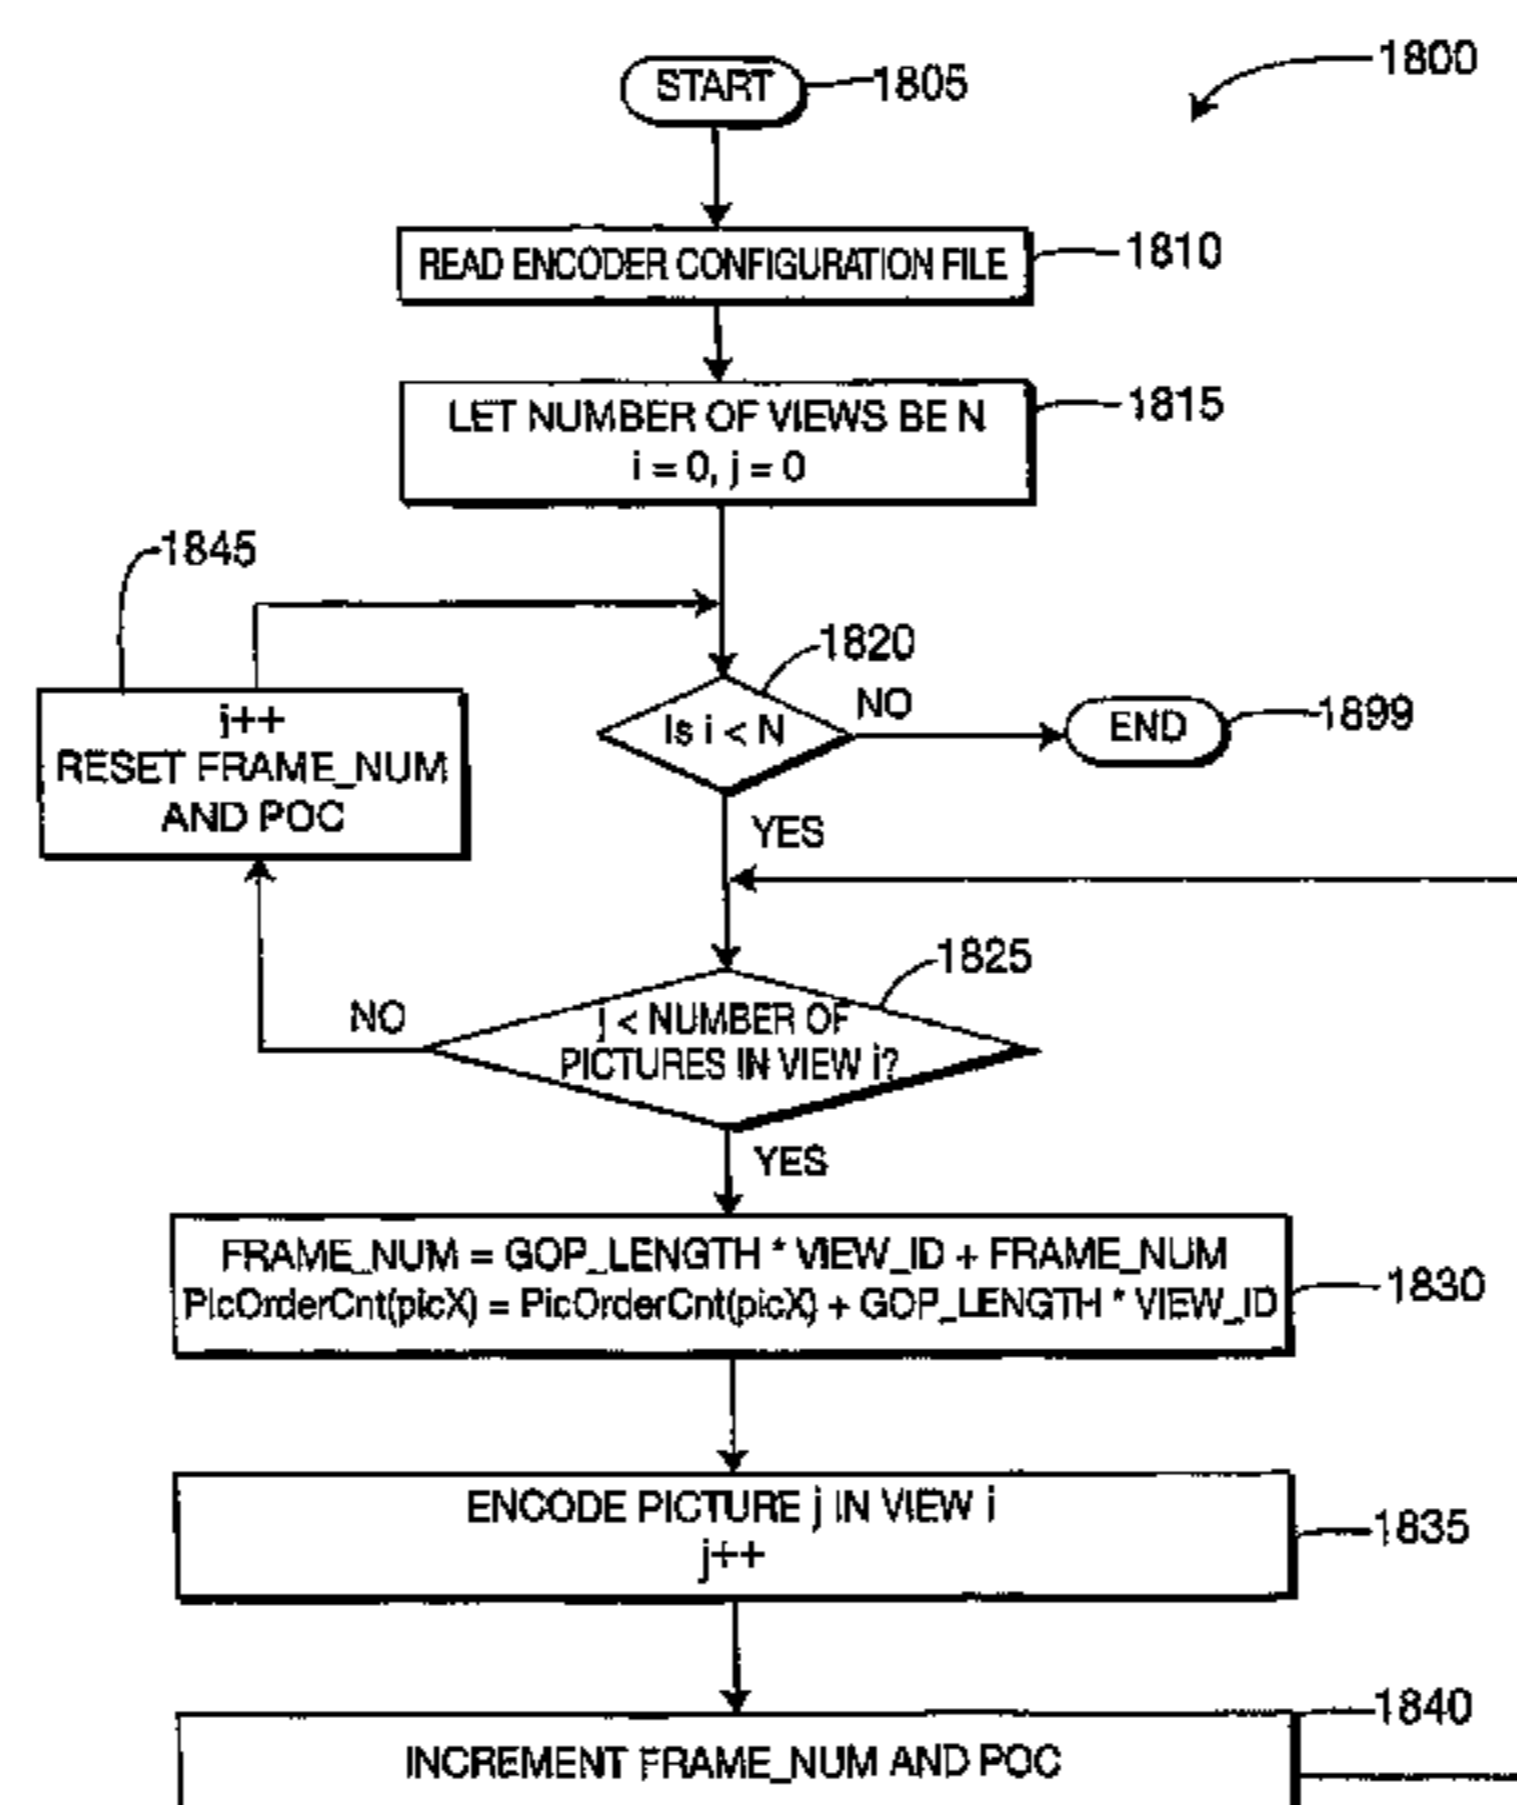 1800
START
1805
READ ENCODER CONFIGURATION FILE
1810
LET NUMBER OF VIEWS BE N
i = 0, j = 0
1815
1845
j++
RESET FRAME_NUM
AND POC
1820
Is i < N
NO
END
1899
YES
1825
j < NUMBER OF
PICTURES IN VIEW i?
NO
YES
FRAME_NUM = GOP_LENGTH * VIEW_ID + FRAME_NUM
PicOrderCnt(picX) = PicOrderCnt(picX) + GOP_LENGTH * VIEW_ID
1830
ENCODE PICTURE j IN VIEW i
j++
1835
1840
INCREMENT FRAME_NUM AND POC